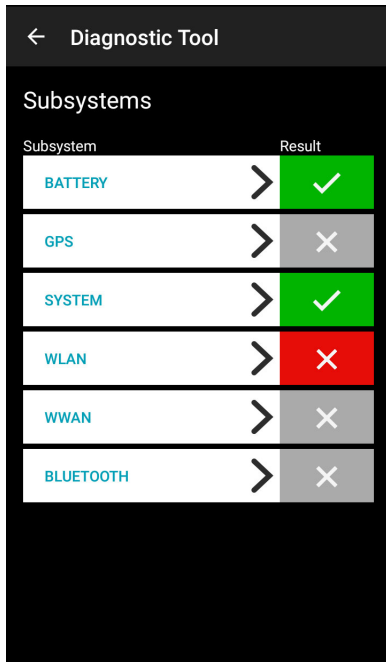 Diagnostic Tool
Subsystems
Subsystem Result
BATTERY
GPS
SYSTEM
WLAN
WWAN
BLUETOOTH